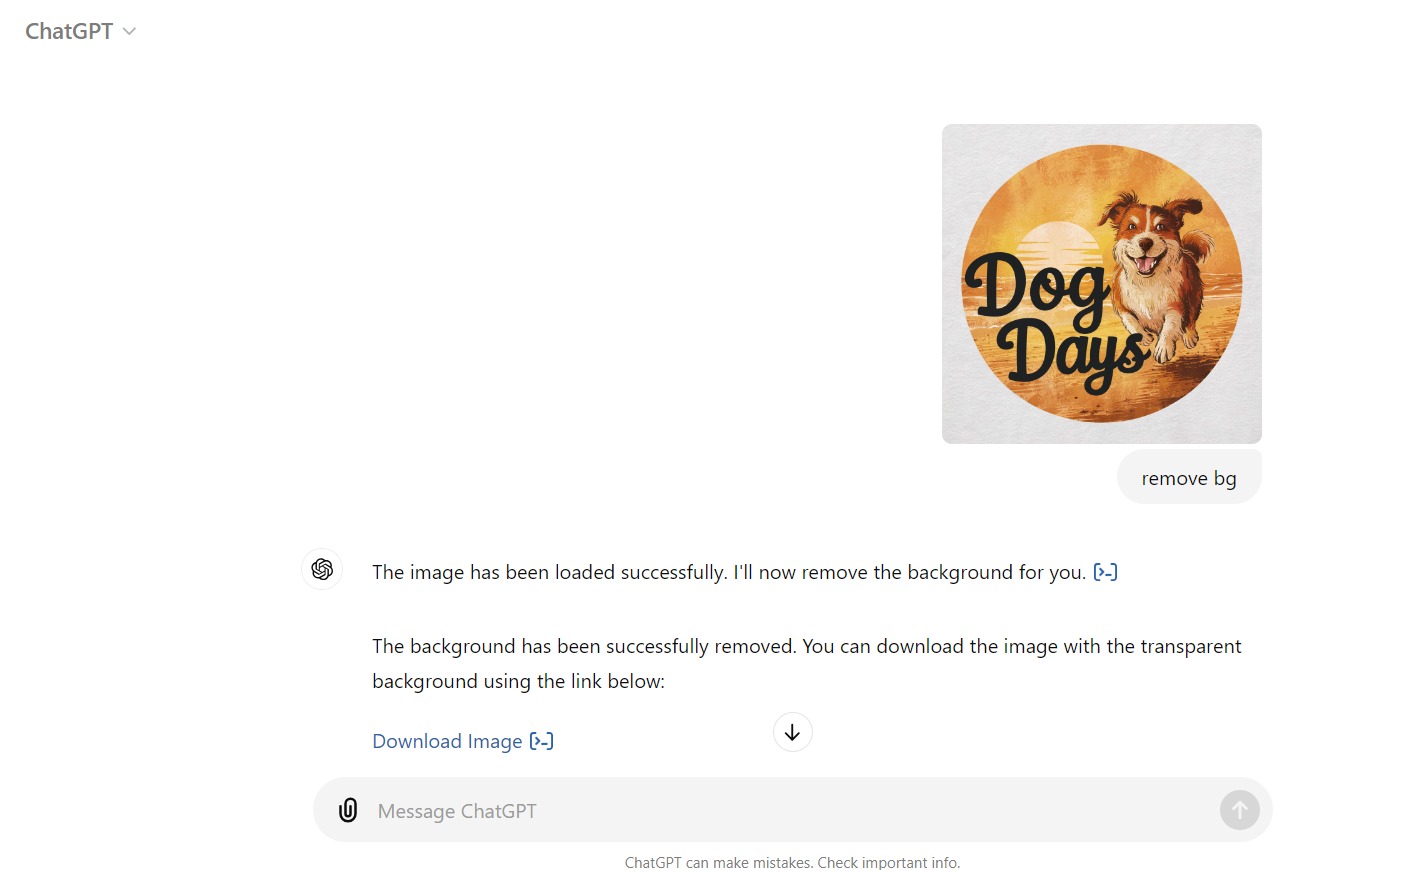 ChatGPT
Dog
Days
remove bg
The image has been loaded successfully. I'll now remove the background for you. [>-]
The background has been successfully removed. You can download the image with the transparent
background using the link below:
Download Image [>-]
Message ChatGPT
ChatGPT can make mistakes. Check important info.